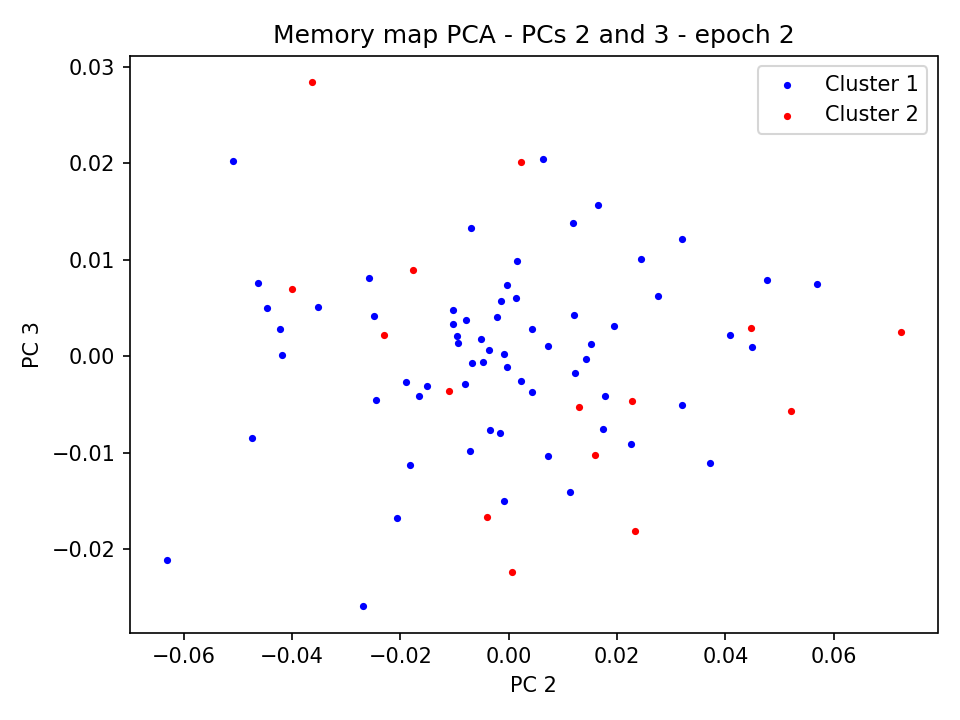 Memory map PCA - PCs 2 and 3 - epoch 2
Cluster 1
Cluster 2
PC 3
0.03
0.02
0.01
0.00
−0.01
−0.02
−0.06
−0.04
−0.02
0.00
0.02
0.04
0.06
PC 2